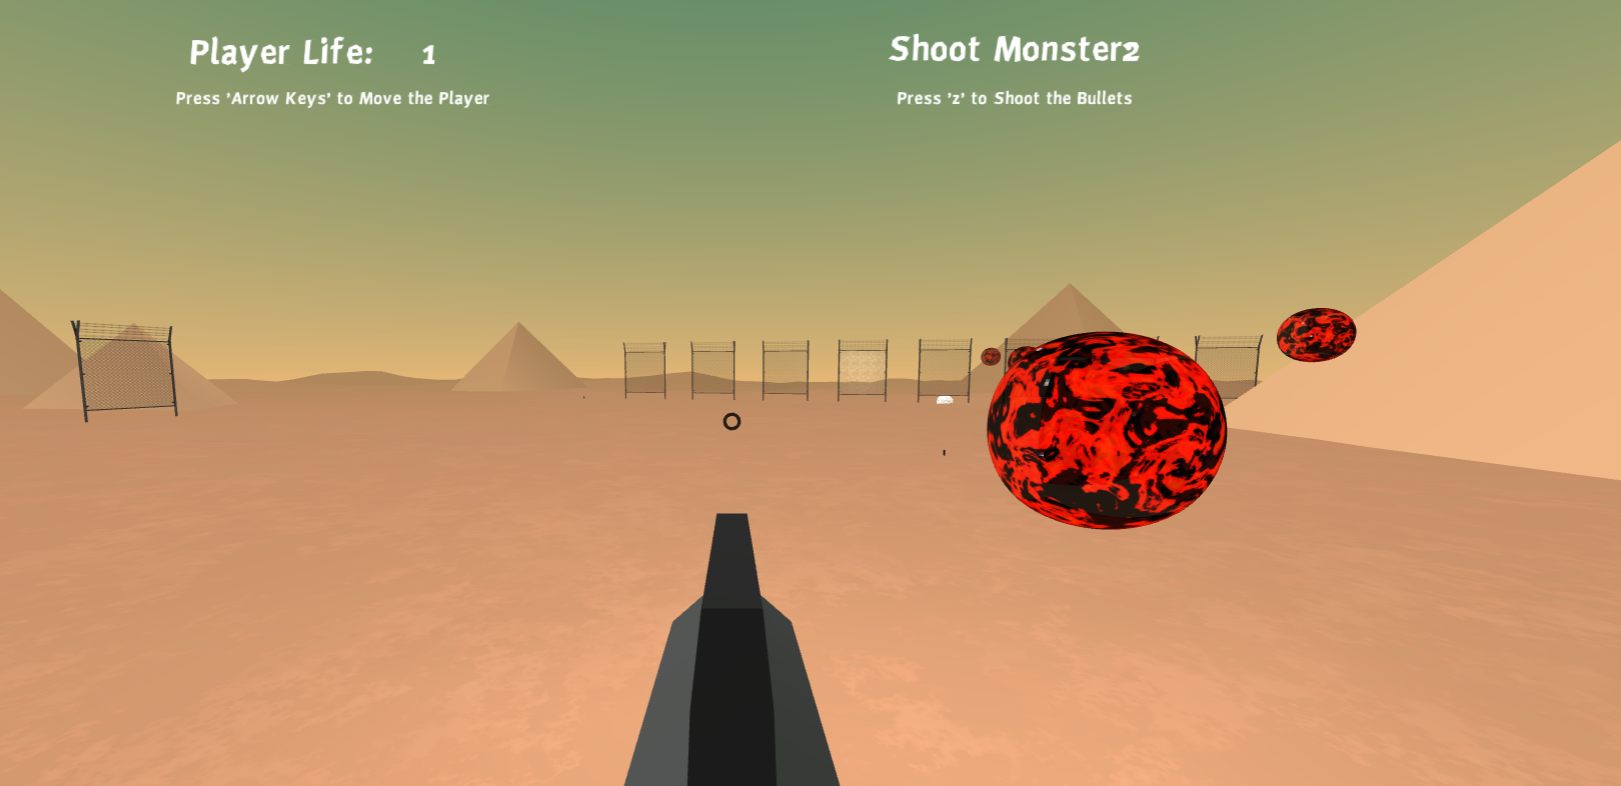 Player Life: 1
Press 'Arrow Keys' to Move the Player
Shoot Monster2
Press 'z' to Shoot the Bullets